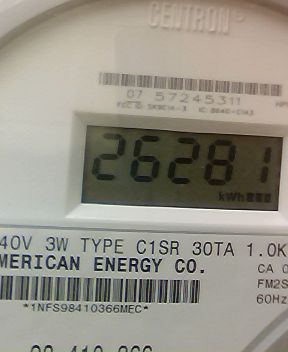 CENTRON
07 57245311
26281
kWh
40V 3W TYPE C1SR 30TA 1.0K
MERICAN ENERGY CO.
CA 0
FM2S
60Hz
*1NFS98410366MEC*